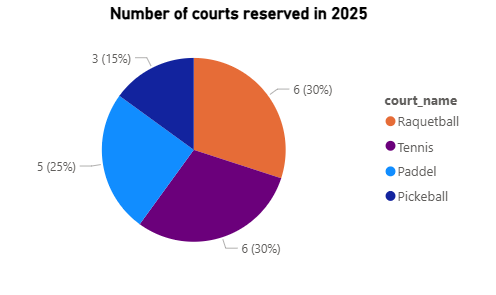 Number of courts reserved in 2025
3 (15%)
6 (30%)
5 (25%)
6 (30%)
court_name
Raquetball
Tennis
Paddel
Pickeball